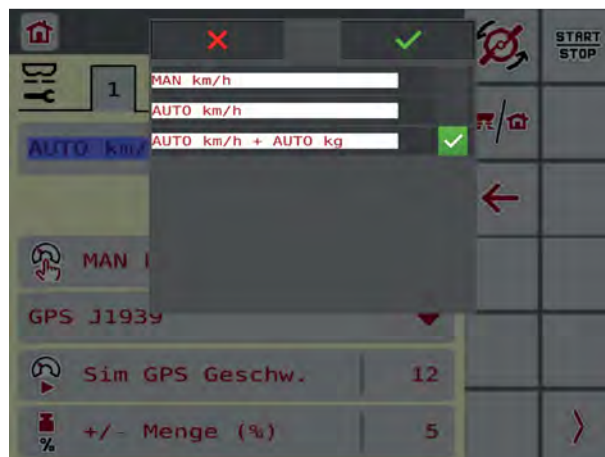 START
STOP
MAN km/h
1
AUTO km/h
AUTO km/
AUTO km/h + AUTO kg
MAN
GPS J1939
Sim GPS Geschw. 12
% +/- Menge (%) 5